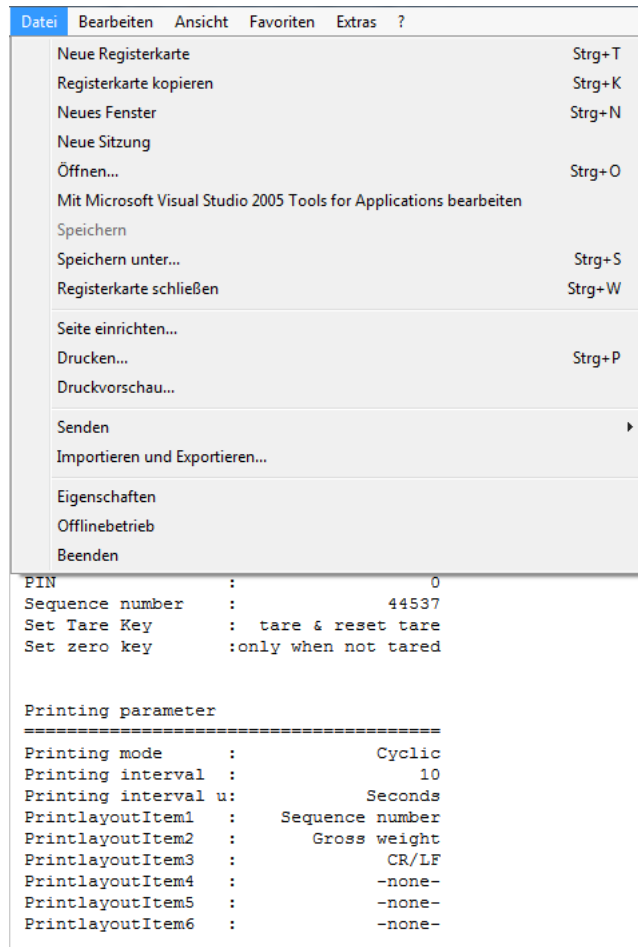 Datei Bearbeiten Ansicht Favoriten Extras ?
Neue Registerkarte Strg+T
Registerkarte kopieren Strg+K
Neues Fenster Strg+N
Neue Sitzung
Öffnen... Strg+O
Mit Microsoft Visual Studio 2005 Tools for Applications bearbeiten
Speichern
Speichern unter... Strg+S
Registerkarte schließen Strg+W
Seite einrichten...
Drucken... Strg+P
Druckvorschau...
Senden
Importieren und Exportieren...
Eigenschaften
Offlinebetrieb
Beenden
PIN : 0
Sequence number : 44537
Set Tare Key : tare & reset tare
Set zero key :only when not tared
Printing parameter
=======================================
Printing mode : Cyclic
Printing interval : 10
Printing interval u: Seconds
PrintlayoutItem1 : Sequence number
PrintlayoutItem2 : Gross weight
PrintlayoutItem3 : CR/LF
PrintlayoutItem4 : -none-
PrintlayoutItem5 : -none-
PrintlayoutItem6 : -none-